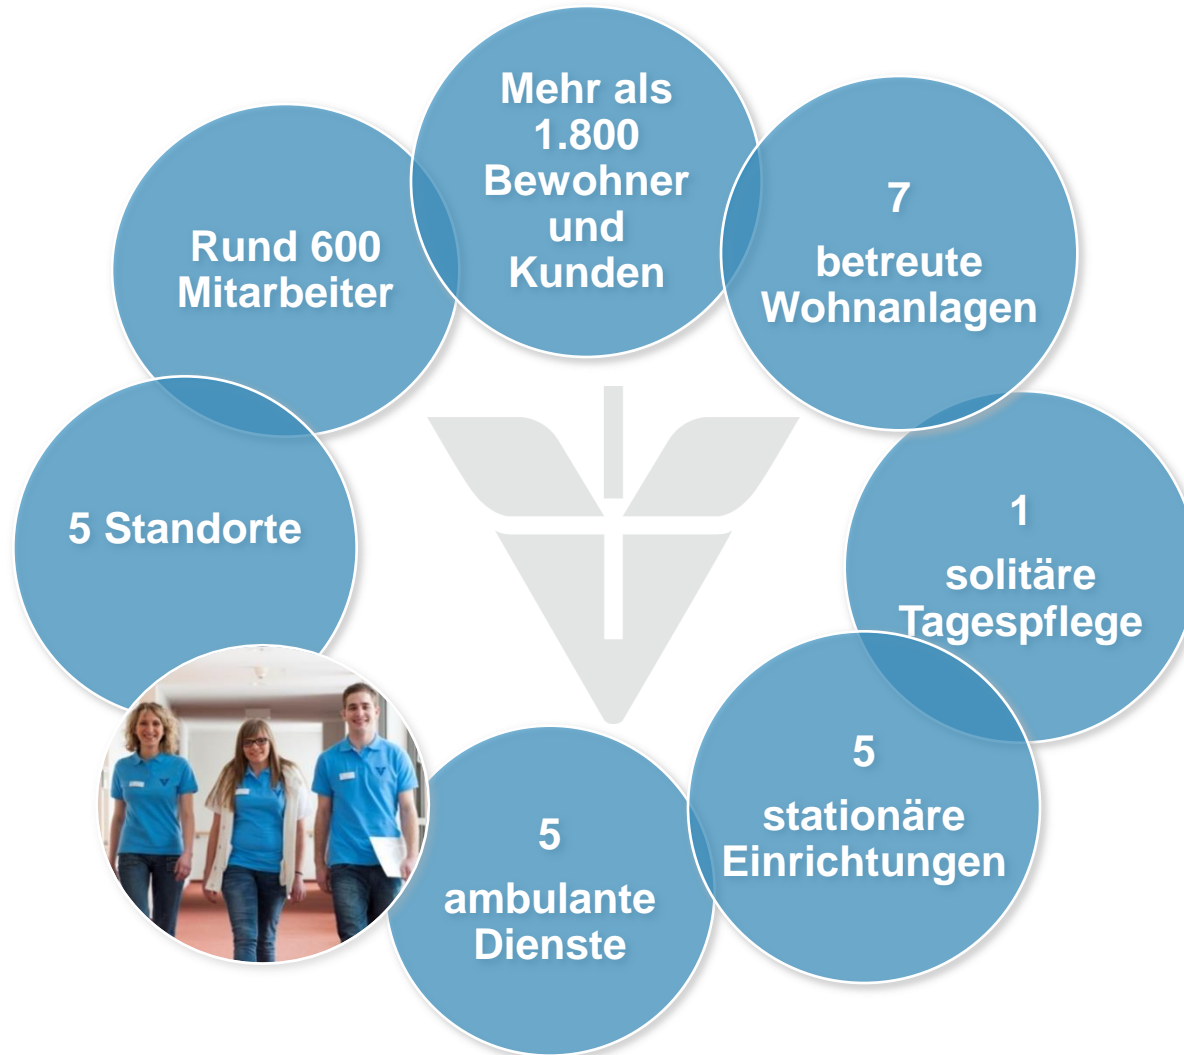 Mehr als
1.800
Bewohner
und
Kunden
7
betreute
Wohnanlagen
1
solitäre
Tagespflege
5
stationäre
Einrichtungen
5
ambulante
Dienste
5 Standorte
Rund 600
Mitarbeiter